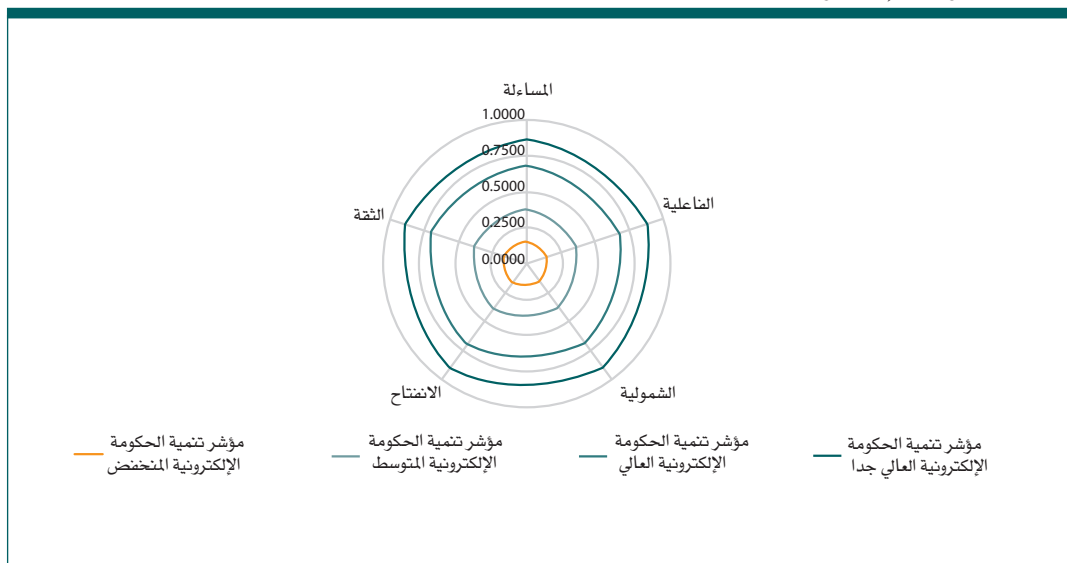 المساءلة
1.0000
0.7500
0.5000
0.2500
0.0000
الفاعلية
الثقة
الشمولية
الانفتاح
مؤشر تنمية الحكومة
الإلكترونية العالي جدا
مؤشر تنمية الحكومة
الإلكترونية العالي
مؤشر تنمية الحكومة
الإلكترونية المتوسط
مؤشر تنمية الحكومة
الإلكترونية المنخفض